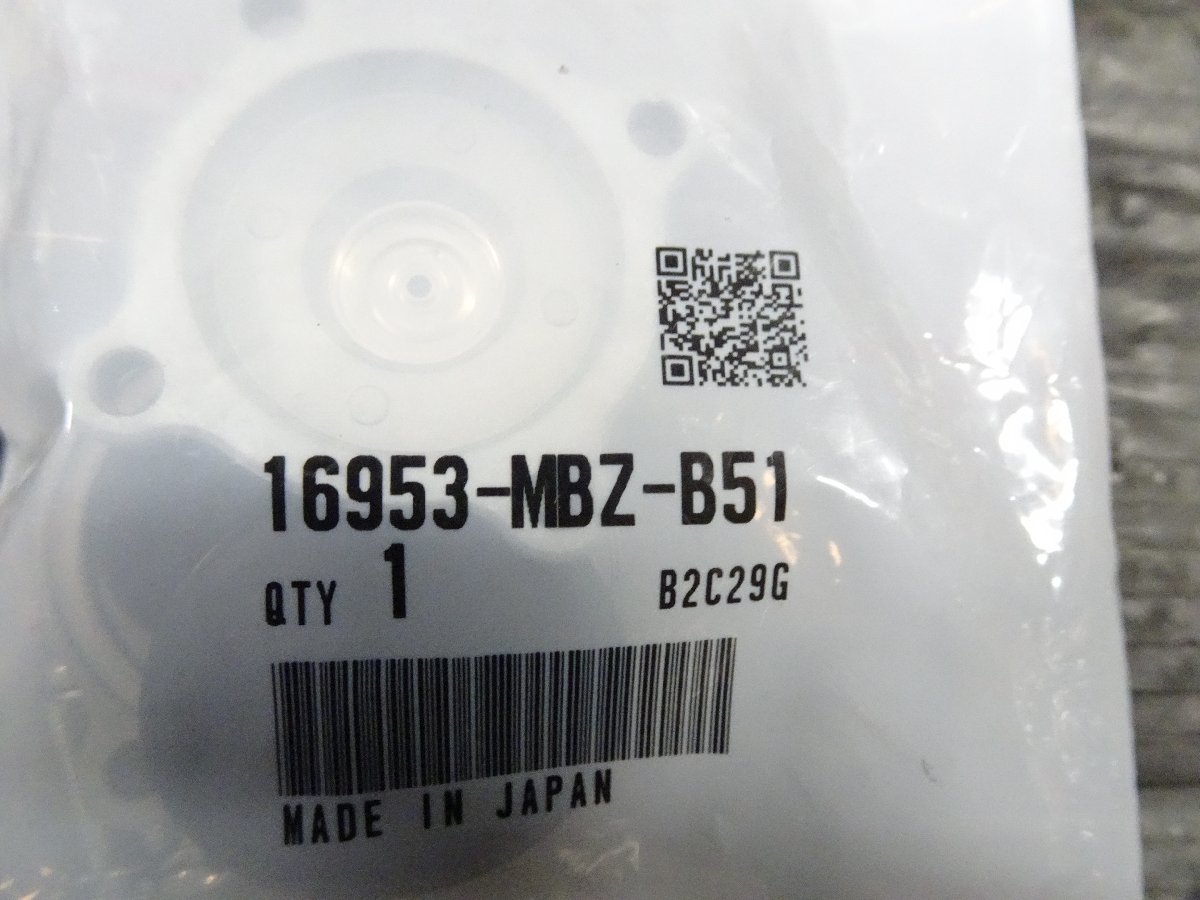 16953-MBZ-B51
QTY 1 B2C29G
MADE IN JAPAN